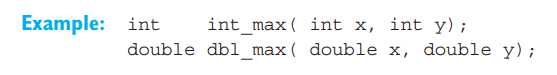 Example: int int_max( int x, int y);
double dbl_max( double x, double y);